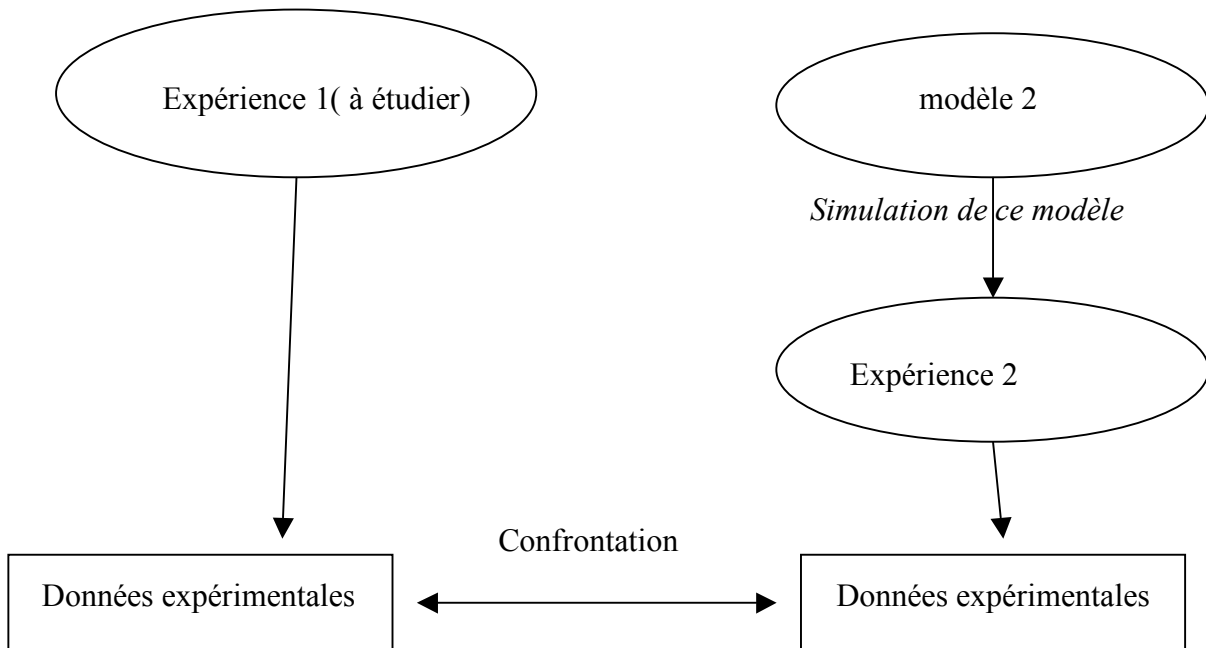 Expérience 1( à étudier)
modèle 2
Simulation de ce modèle
Expérience 2
Confrontation
Données expérimentales
Données expérimentales